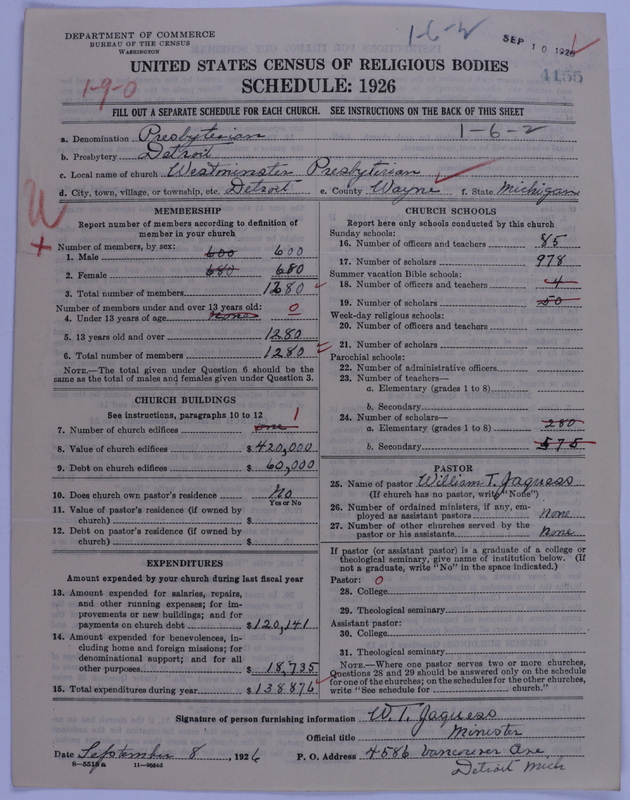 DEPARTMENT OF COMMERCE
BUREAU OF THE CENSUS
WASHINGTON
1-6-2
SEP 10 1926
4155
UNITED STATES CENSUS OF RELIGIOUS BODIES
SCHEDULE: 1926
1-9-0
FILL OUT A SEPARATE SCHEDULE FOR EACH CHURCH. SEE INSTRUCTIONS ON THE BACK OF THIS SHEET
1-6-2
a. Denomination Presbyterian
b. Presbytery Detroit
c. Local name of church Westminster Presbyterian
d. City, town, village, or township, etc. Detroit e. County Wayne f. State Michigan
MEMBERSHIP
Report number of members according to definition of
member in your church
Number of members, by sex:
1. Male 600 600
2. Female 680 680
3. Total number of members 1280
Number of members under and over 13 years old:
4. Under 13 years of age None 0
5. 13 years old and over 1280
6. Total number of members 1280
NOTE.—The total given under Question 6 should be
same as the total of males and females given under Question 3.
CHURCH BUILDINGS
See instructions, paragraphs 10 to 12
7. Number of church edifices one 1
8. Value of church edifices $420,000
9. Debt on church edifices $60,000
10. Does church own pastor's residence No
Yes or No
11. Value of pastor's residence (if owned by
church) $
12. Debt on pastor's residence (if owned by
church) $
EXPENDITURES
Amount expended by your church during last fiscal year
13. Amount expended for salaries, repairs,
and other running expenses; for im-
provements or new buildings; and for
payments on church debt $120,141
14. Amount expended for benevolences, in-
cluding home and foreign missions; for
denominational support; and for all
other purposes $18,735
15. Total expenditures during year $138,876
CHURCH SCHOOLS
Report here only schools conducted by this church
Sunday schools:
16. Number of officers and teachers 85
17. Number of scholars 978
Summer vacation Bible schools:
18. Number of officers and teachers 4
19. Number of scholars 50
Week-day religious schools:
20. Number of officers and teachers
21. Number of scholars
Parochial schools:
22. Number of administrative officers
23. Number of teachers—
a. Elementary (grades 1 to 8)
b. Secondary
24. Number of scholars—
a. Elementary (grades 1 to 8) 280
b. Secondary 575
PASTOR
25. Name of pastor William T. Jaquess
(If church has no pastor, write "None")
26. Number of ordained ministers, if any, em-
ployed as assistant pastors None
27. Number of other churches served by the
pastor or his assistants None
If pastor (or assistant pastor) is a graduate of a college or
theological seminary, give name of institution below. (If
not a graduate, write "No" in the space indicated.)
Pastor: 0
28. College
29. Theological seminary
Assistant pastor:
30. College
31. Theological seminary
NOTE.—Where one pastor serves two or more churches,
Questions 28 and 29 should be answered only on the schedule
for one of the churches; on the schedules for the other churches,
write "See schedule for church."
Signature of person furnishing information W. T. Jaquess
Official title Minister
Date September 8, 1926 P. O. Address 4586 Vancouver Ave
Detroit Mich
8-5518a 11-9654d